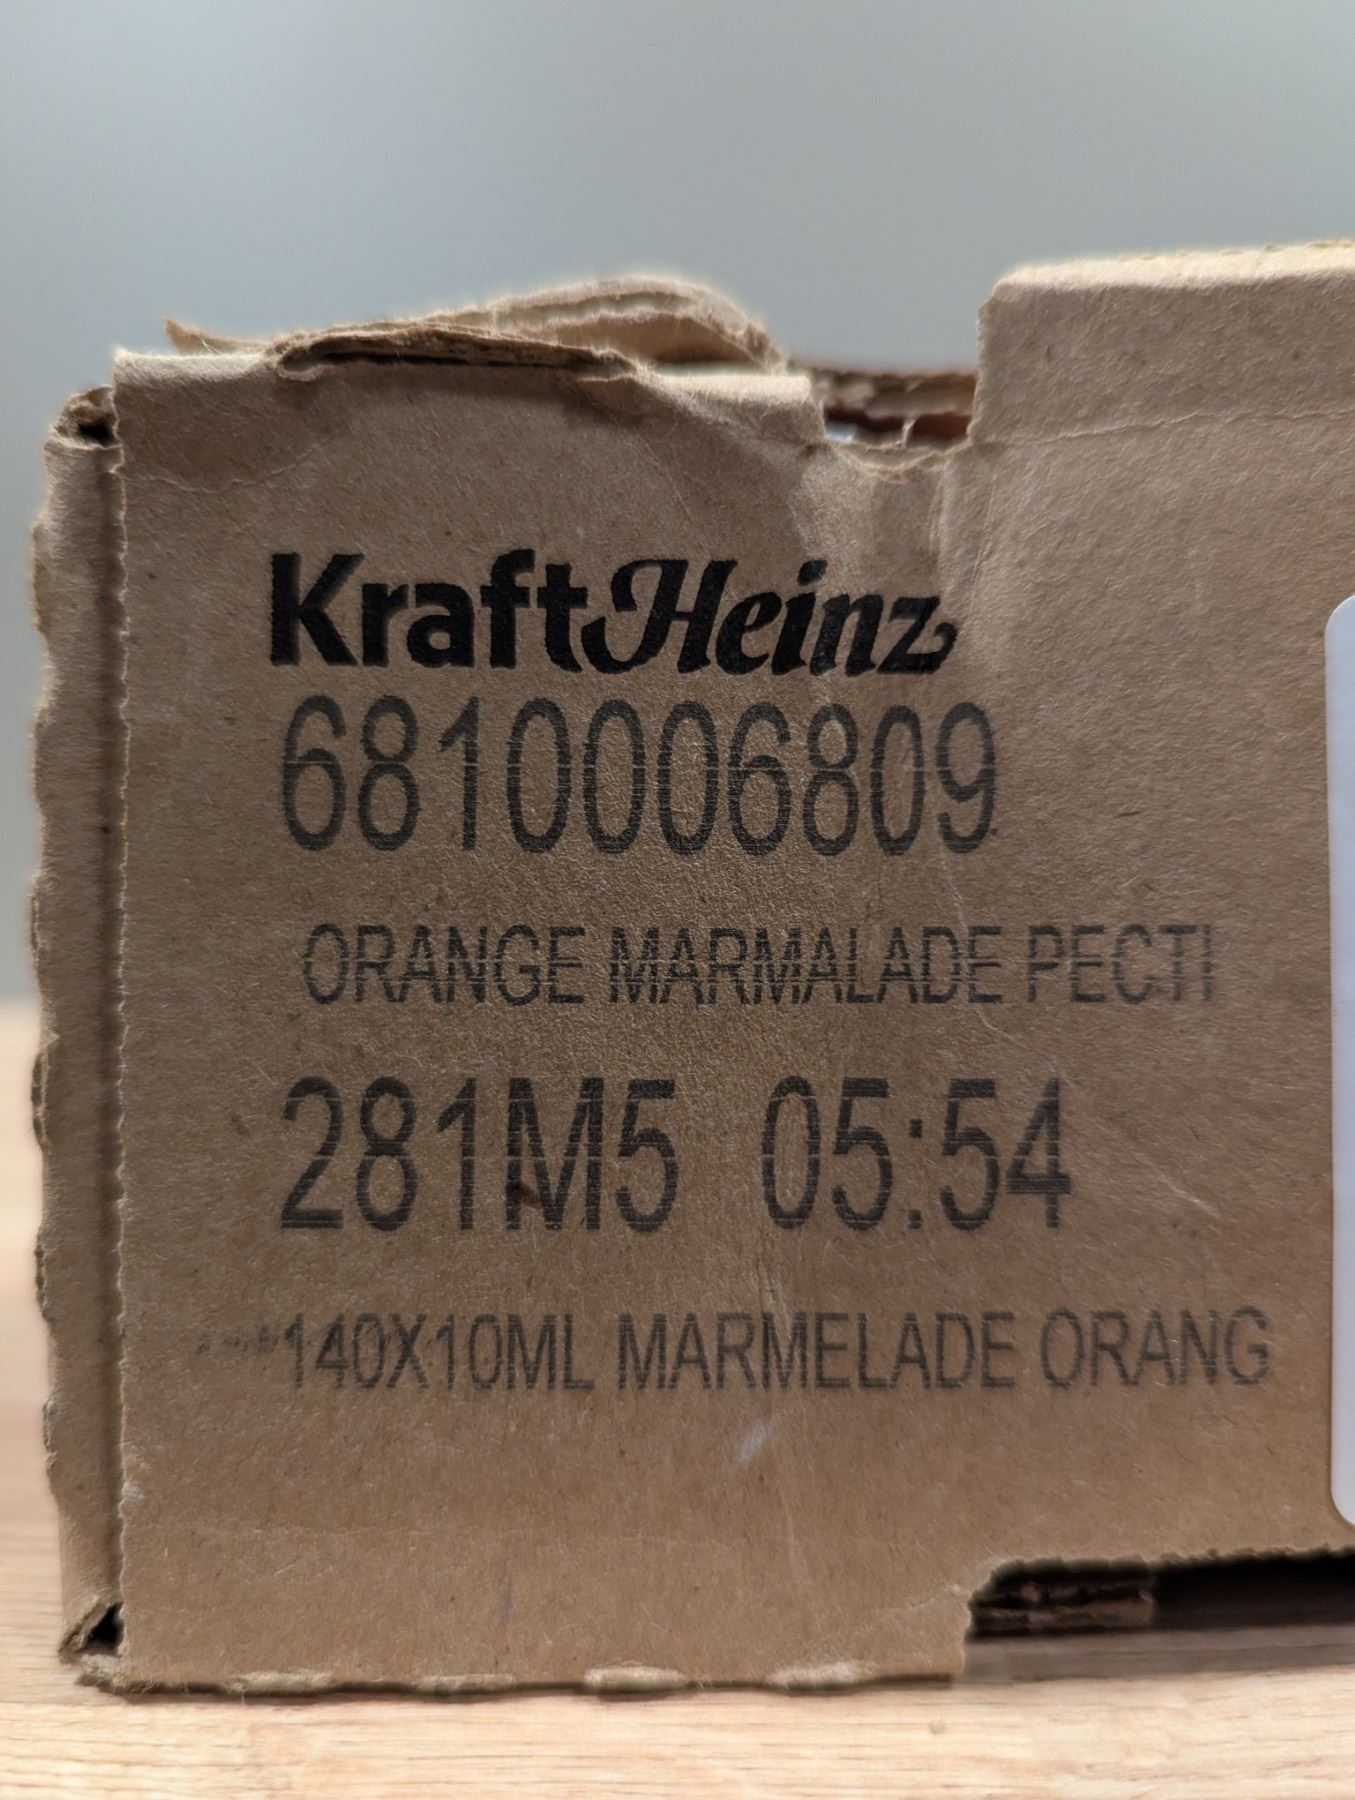 KraftHeinz
6810006809
ORANGE MARMALADE PECTI
281M5 05:54
140X10ML MARMELADE ORANG